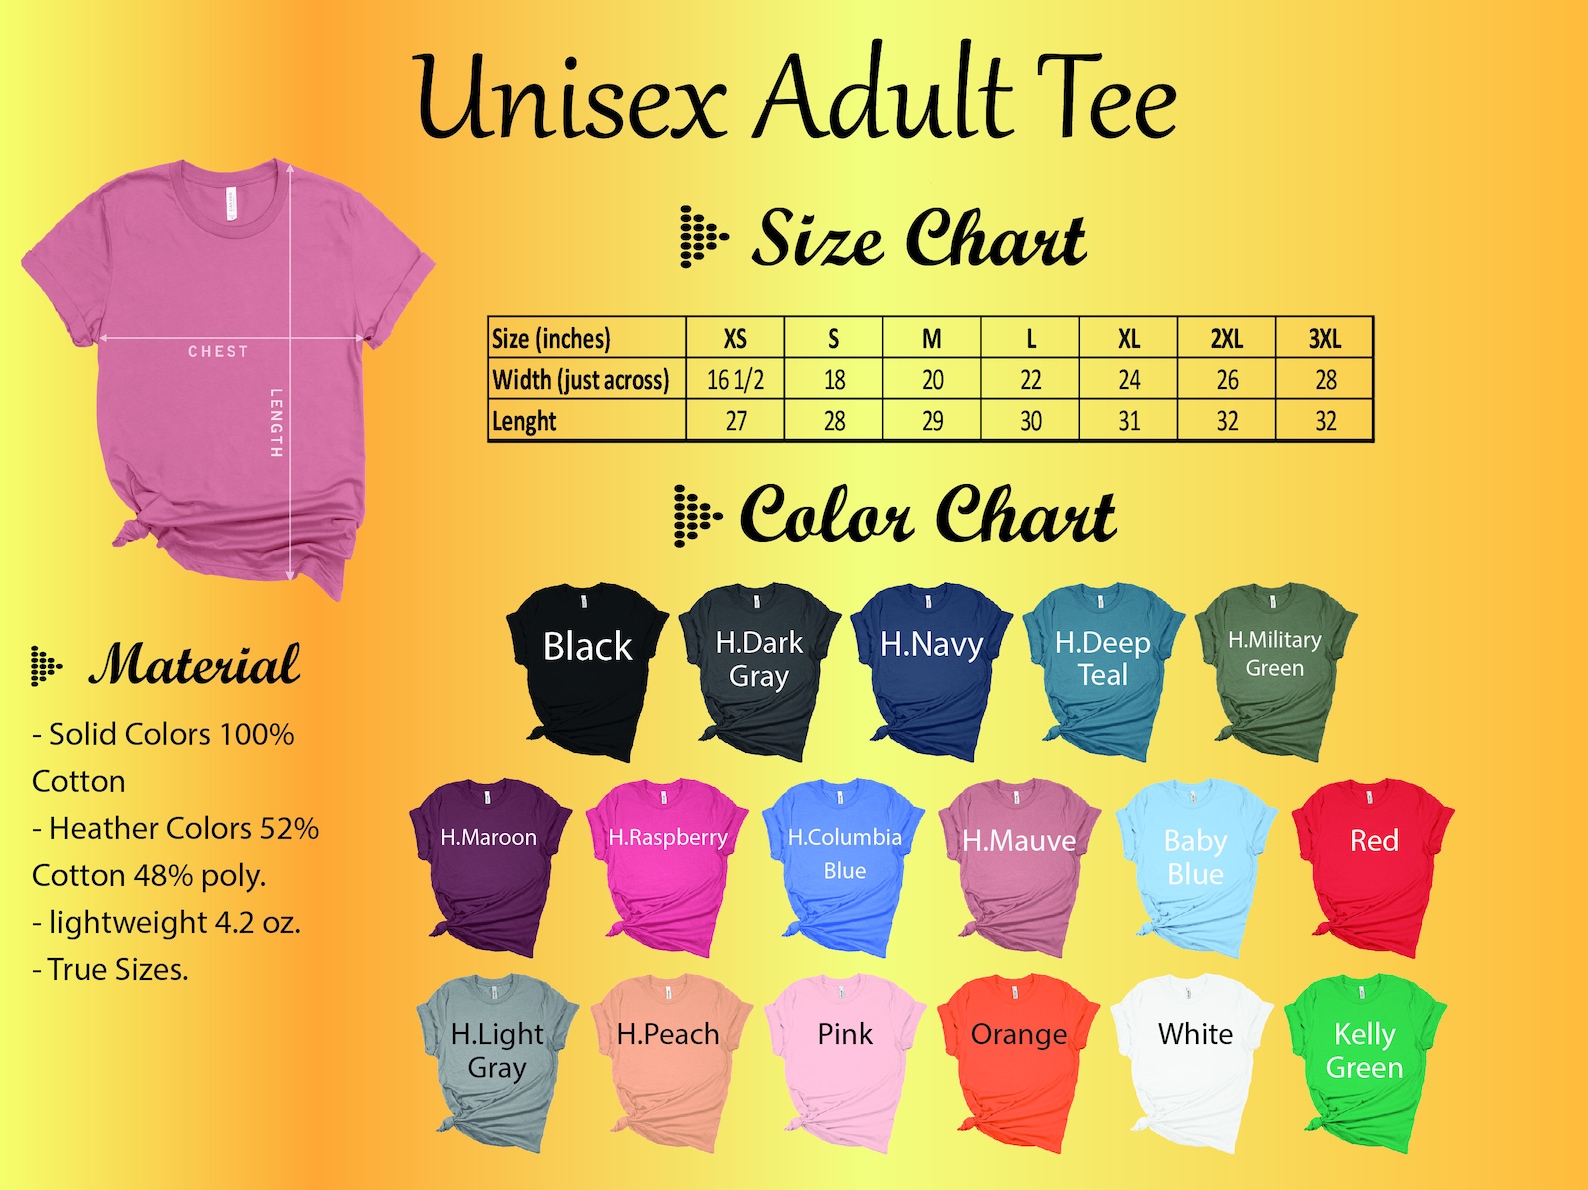 Unisex Adult Tee
Size Chart
CHEST
LENGTH
Size (inches) XS S M L XL 2XL 3XL
Width (just across) 16 1/2 18 20 22 24 26 28
Lenght 27 28 29 30 31 32 32
Color Chart
Black
H.Dark
Gray
H.Navy
H.Deep
Teal
H.Military
Green
Material
- Solid Colors 100%
Cotton
- Heather Colors 52%
Cotton 48% poly.
- lightweight 4.2 oz.
- True Sizes.
H.Maroon
H.Raspberry
H.Columbia
Blue
H.Mauve
Baby
Blue
Red
H.Light
Gray
H.Peach
Pink
Orange
White
Kelly
Green